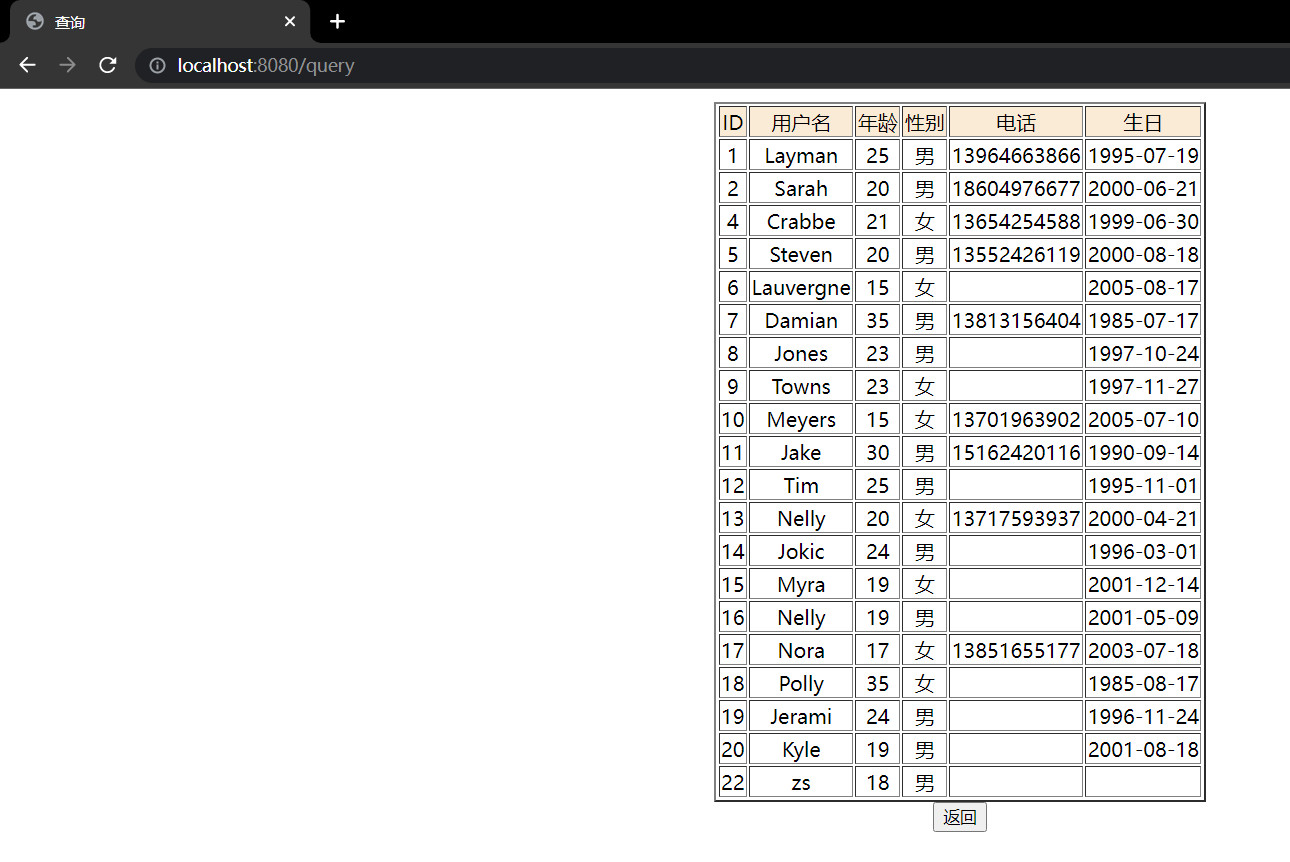 查询
localhost:8080/query
ID 用户名 年龄 性别 电话 生日
1 Layman 25 男 13964663866 1995-07-19
2 Sarah 20 男 18604976677 2000-06-21
4 Crabbe 21 女 13654254588 1999-06-30
5 Steven 20 男 13552426119 2000-08-18
6 Lauvergne 15 女 2005-08-17
7 Damian 35 男 13813156404 1985-07-17
8 Jones 23 男 1997-10-24
9 Towns 23 女 1997-11-27
10 Meyers 15 女 13701963902 2005-07-10
11 Jake 30 男 15162420116 1990-09-14
12 Tim 25 男 1995-11-01
13 Nelly 20 女 13717593937 2000-04-21
14 Jokic 24 男 1996-03-01
15 Myra 19 女 2001-12-14
16 Nelly 19 男 2001-05-09
17 Nora 17 女 13851655177 2003-07-18
18 Polly 35 女 1985-08-17
19 Jerami 24 男 1996-11-24
20 Kyle 19 男 2001-08-18
22 zs 18 男
返回